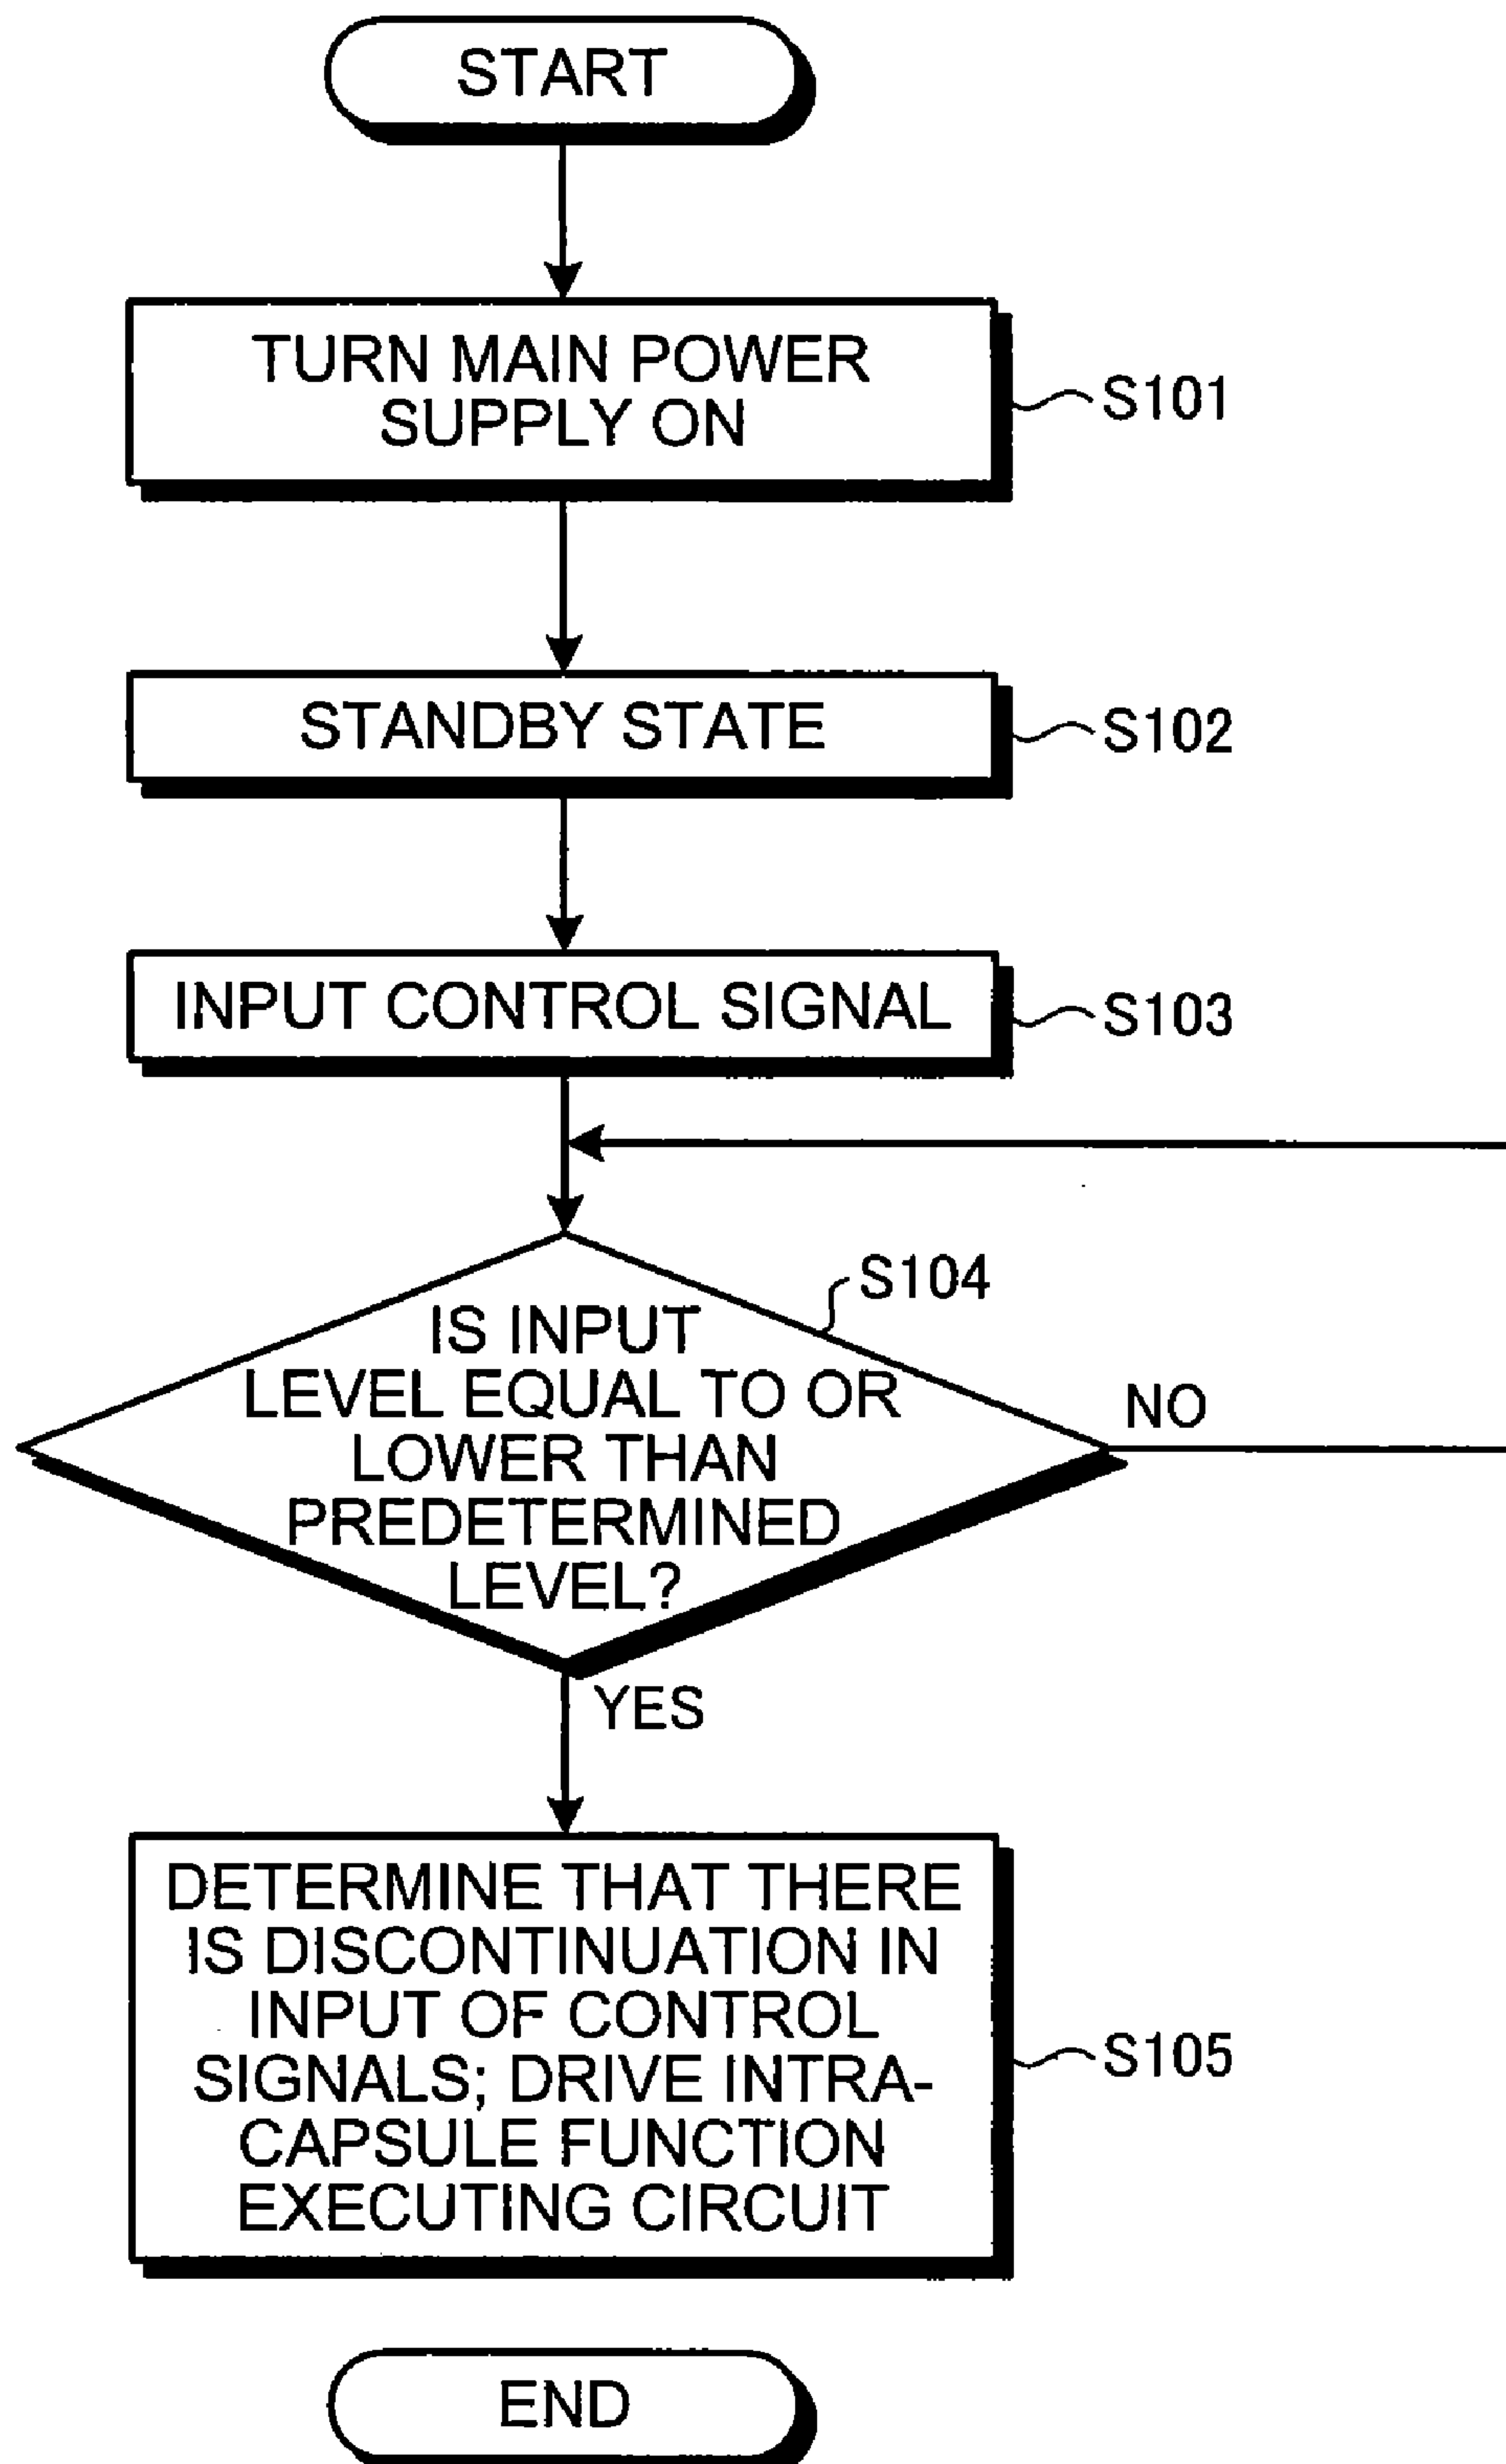 START
TURN MAIN POWER
SUPPLY ON
S101
STANDBY STATE
S102
INPUT CONTROL SIGNAL
S103
S104
IS INPUT
LEVEL EQUAL TO OR
LOWER THAN
PREDETERMINED
LEVEL?
NO
YES
DETERMINE THAT THERE
IS DISCONTINUATION IN
INPUT OF CONTROL
SIGNALS; DRIVE INTRA-
CAPSULE FUNCTION
EXECUTING CIRCUIT
S105
END